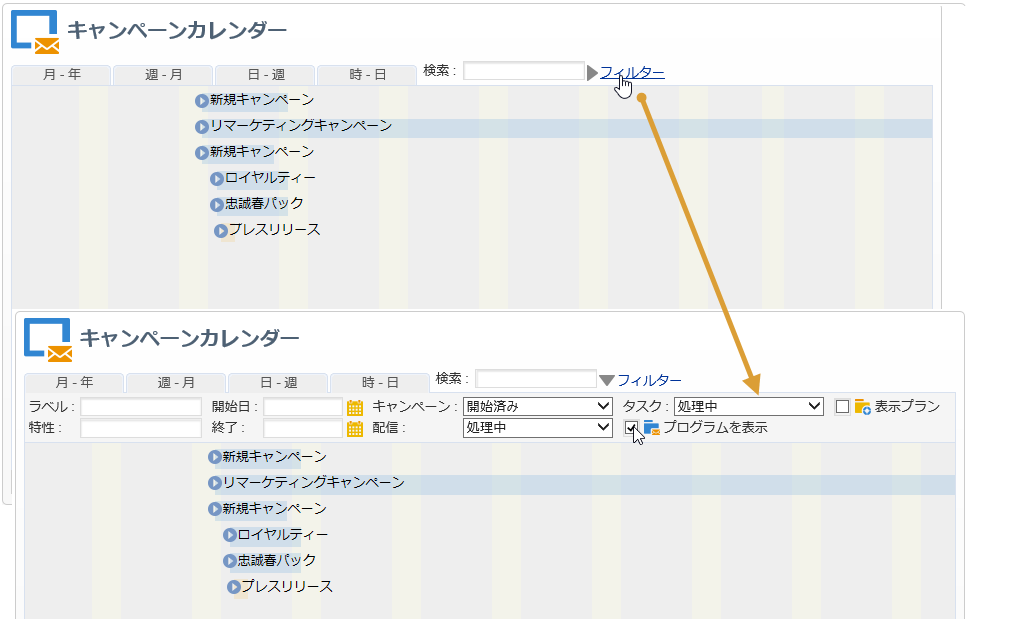 キャンペーンカレンダー
月 - 年 週 - 月 日 - 週 時 - 日 検索 : フィルター
新規キャンペーン
リマーケティングキャンペーン
新規キャンペーン
ロイヤルティー
忠誠春パック
プレスリリース
キャンペーンカレンダー
月 - 年 週 - 月 日 - 週 時 - 日 検索 : フィルター
ラベル : 開始日 : キャンペーン : 開始済み タスク : 処理中 表示プラン
特性 : 終了 : 配信 : 処理中 プログラムを表示
新規キャンペーン
リマーケティングキャンペーン
新規キャンペーン
ロイヤルティー
忠誠春パック
プレスリリース